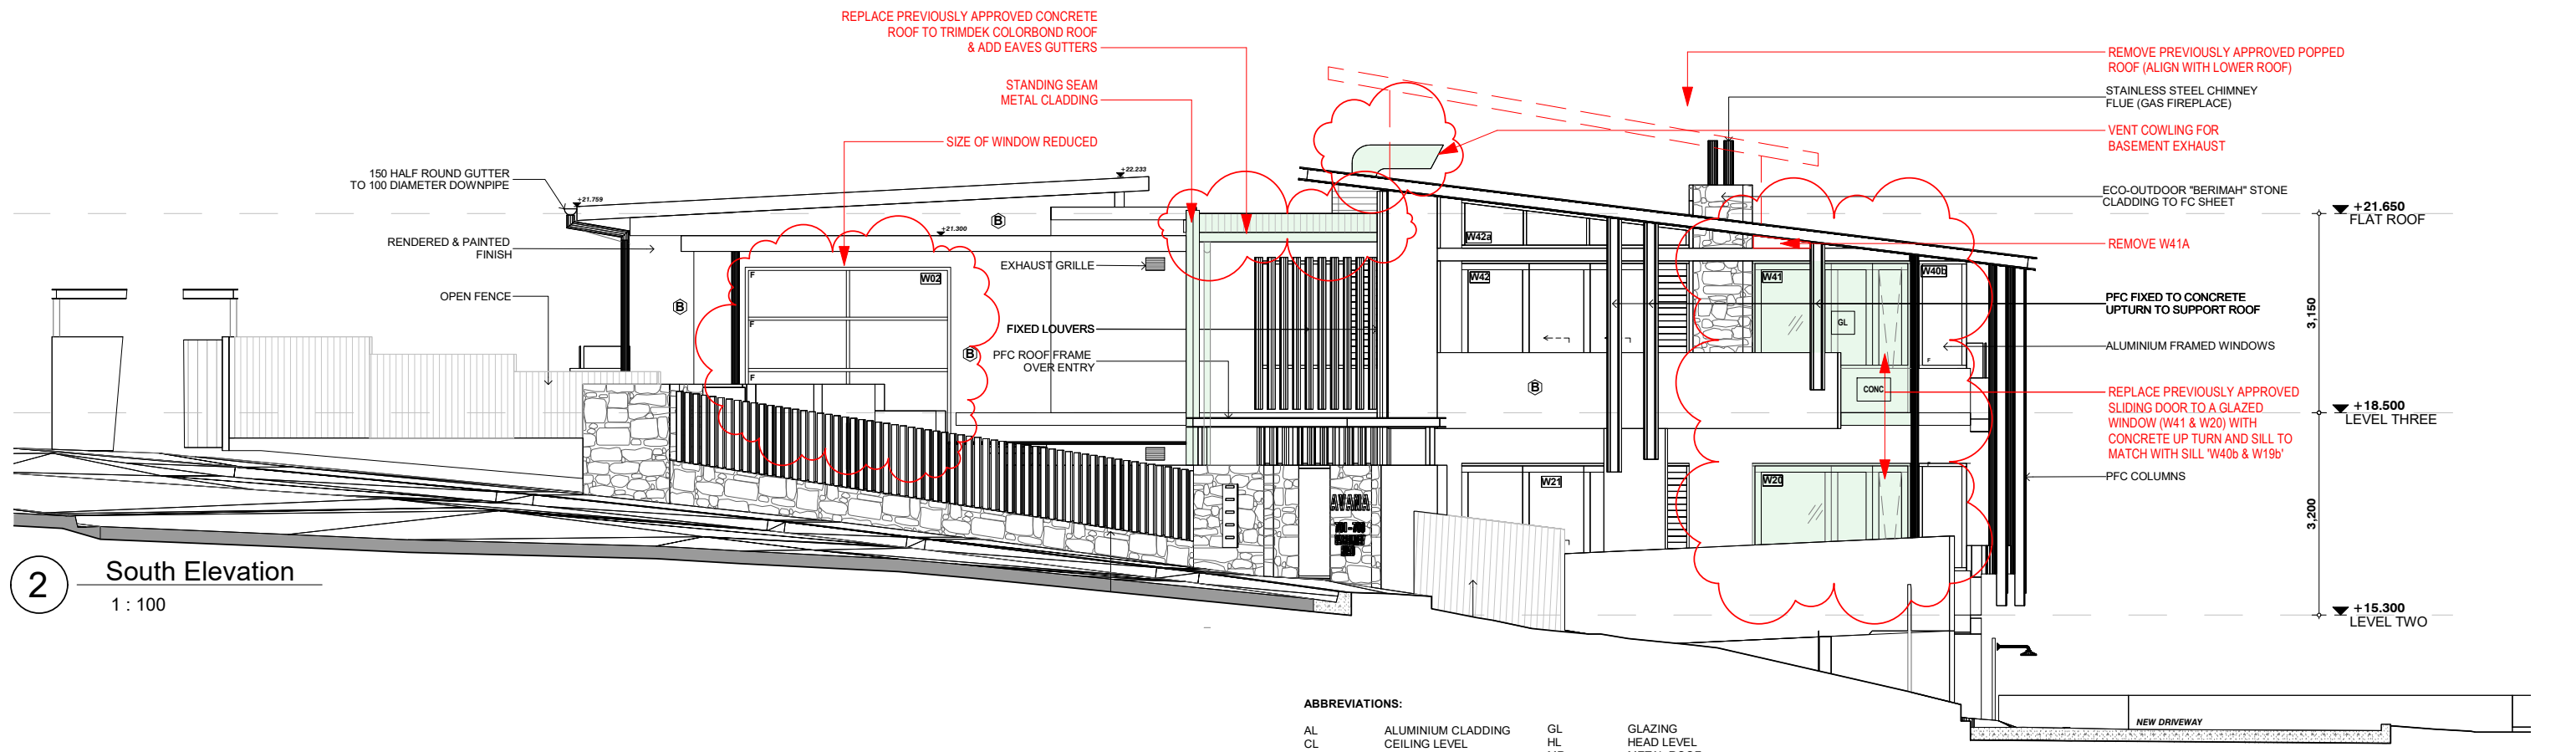 REPLACE PREVIOUSLY APPROVED CONCRETE
ROOF TO TRIMDEK COLORBOND ROOF
& ADD EAVES GUTTERS
STANDING SEAM
METAL CLADDING
SIZE OF WINDOW REDUCED
150 HALF ROUND GUTTER
TO 100 DIAMETER DOWNPIPE
RENDERED & PAINTED
FINISH
OPEN FENCE
+21.759
+22.233
+21.300
B
B
B
B
EXHAUST GRILLE
FIXED LOUVERS
PFC ROOF FRAME
OVER ENTRY
F
F
F
W02
W42a
W42
W41
W40b
GL
F
CONC
W21
W20
AVANA
REMOVE PREVIOUSLY APPROVED POPPED
ROOF (ALIGN WITH LOWER ROOF)
STAINLESS STEEL CHIMNEY
FLUE (GAS FIREPLACE)
VENT COWLING FOR
BASEMENT EXHAUST
ECO-OUTDOOR "BERIMAH" STONE
CLADDING TO FC SHEET
REMOVE W41A
PFC FIXED TO CONCRETE
UPTURN TO SUPPORT ROOF
ALUMINIUM FRAMED WINDOWS
REPLACE PREVIOUSLY APPROVED
SLIDING DOOR TO A GLAZED
WINDOW (W41 & W20) WITH
CONCRETE UP TURN AND SILL TO
MATCH WITH SILL 'W40b & W19b'
PFC COLUMNS
+21.650
FLAT ROOF
3,150
+18.500
LEVEL THREE
3,200
+15.300
LEVEL TWO
2
South Elevation
1 : 100
NEW DRIVEWAY
ABBREVIATIONS:
AL ALUMINIUM CLADDING GL GLAZING
CL CEILING LEVEL HL HEAD LEVEL